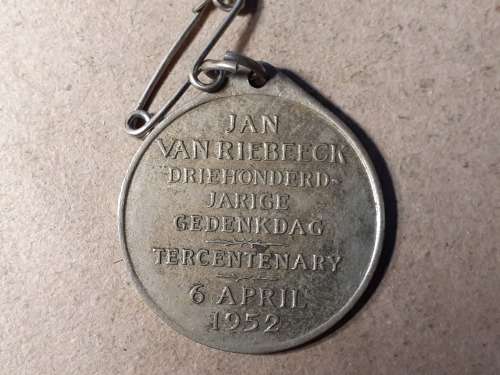 JAN
VAN RIEBEECK
DRIEHONDERD-
JARIGE
GEDENKDAG
TERCENTENARY
6 APRIL
1952